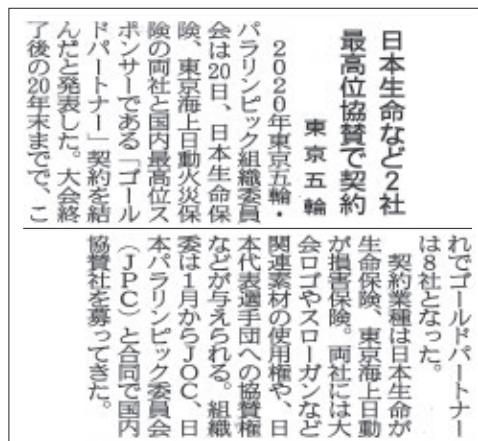 日本生命など2社
最高位協賛で契約
東京五輪
2020年東京五輪・
パラリンピック組織委員
会は20日、日本生命保
険、東京海上日動火災保
険の両社と国内最高位ス
ポンサーである「ゴール
ドパートナー」契約を結
んだと発表した。大会終
了後の20年末までで、こ
れでゴールドパートナー
は8社となった。
契約業種は日本生命が
生命保険、東京海上日動
が損害保険。両社には大
会ロゴやスローガンなど
関連素材の使用権や、日
本代表選手団への協賛権
などが与えられる。組織
委は1月からJOC、日
本パラリンピック委員会
（JPC）と合同で国内
協賛社を募ってきた。